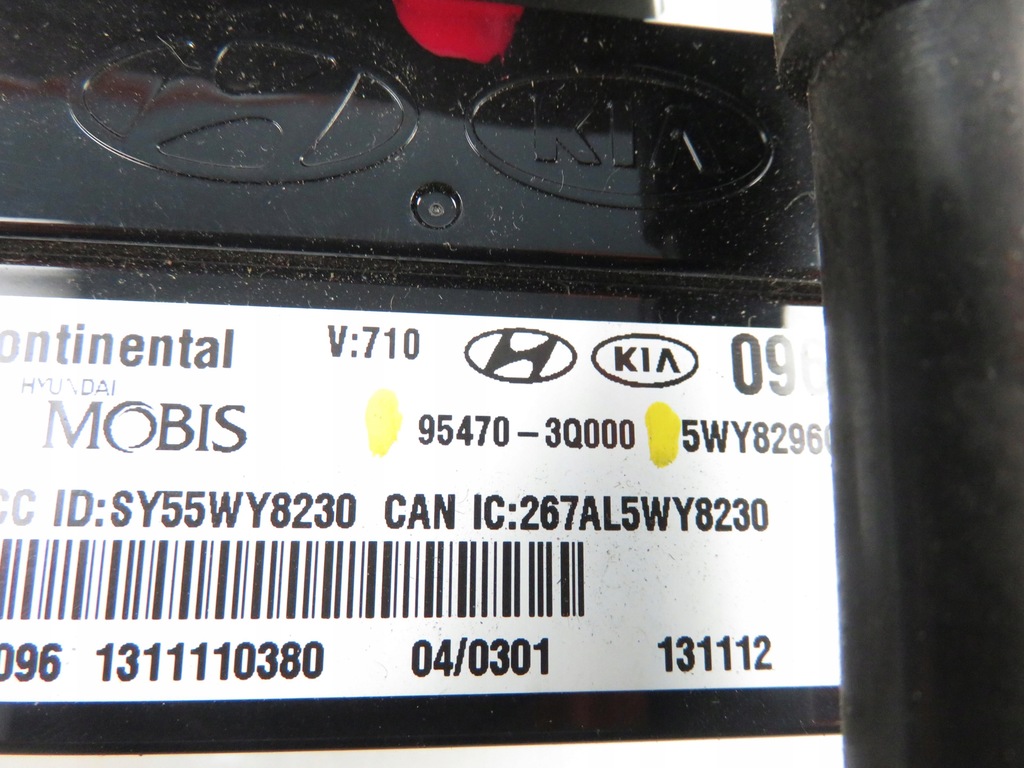 KIA
ontinental V:710 KIA 096
HYUNDAI
MOBIS 95470-3Q000 5WY8296
CC ID:SY55WY8230 CAN IC:267AL5WY8230
096 1311110380 04/0301 131112